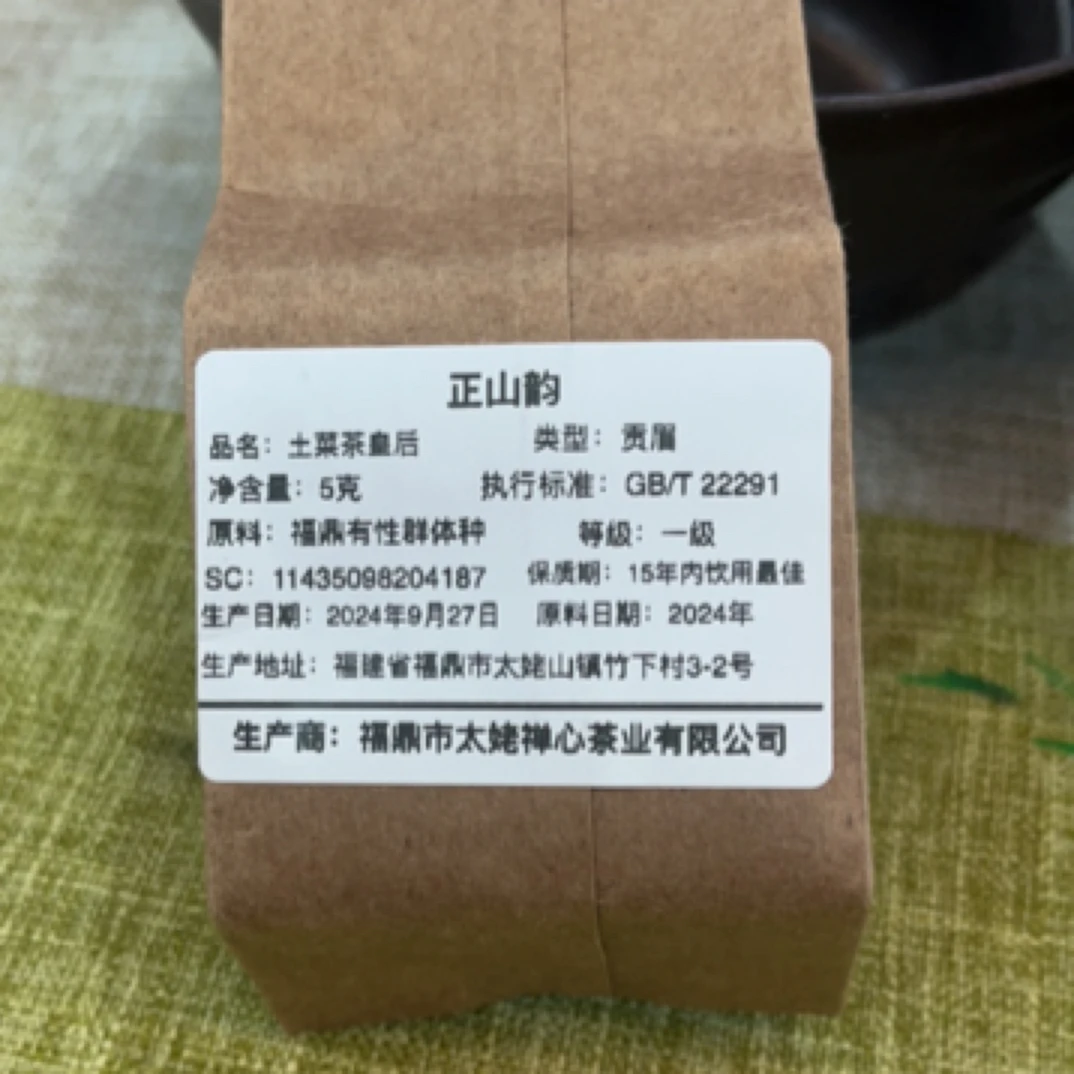 正山韵
品名：土菜茶皇后 类型：贡眉
净含量：5克 执行标准：GB/T 22291
原料：福鼎有性群体种 等级：一级
SC：11435098204187 保质期：15年内饮用最佳
生产日期：2024年9月27日 原料日期：2024年
生产地址：福建省福鼎市太姥山镇竹下村3-2号
生产商：福鼎市太姥禅心茶业有限公司